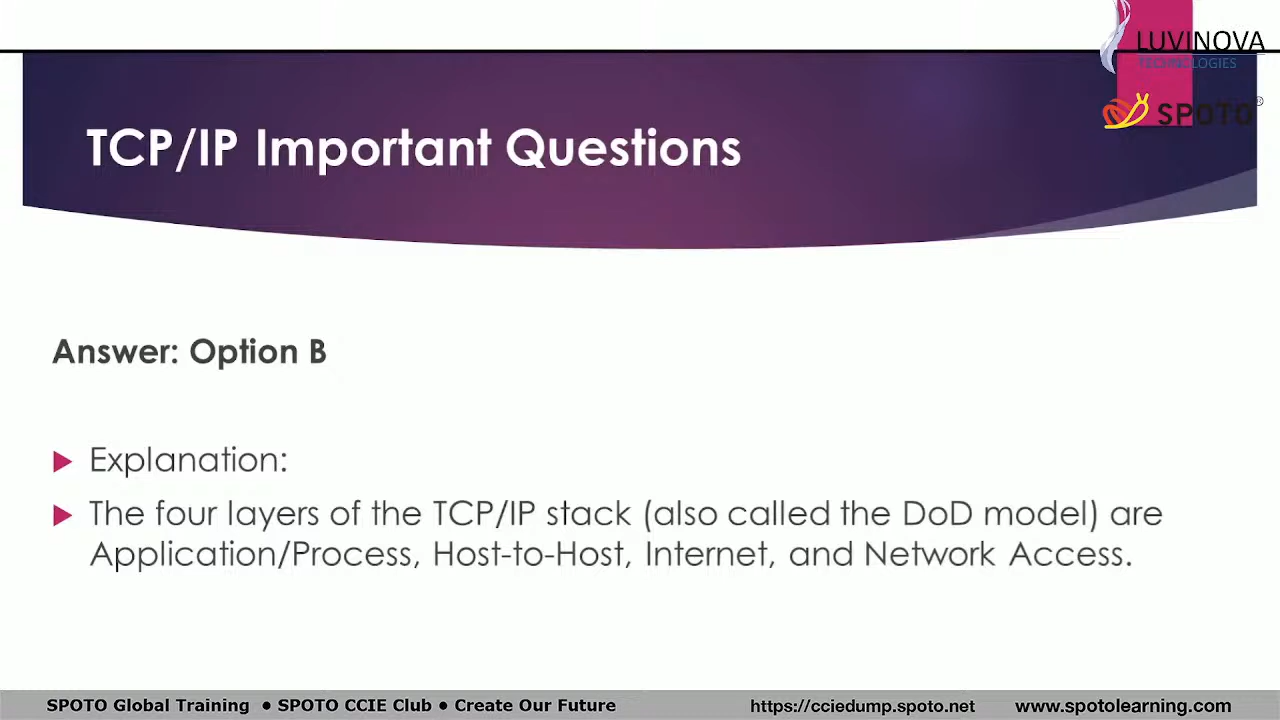 LUVINOVA
TECHNOLOGIES
SPOTO®
TCP/IP Important Questions
Answer: Option B
Explanation:
The four layers of the TCP/IP stack (also called the DoD model) are
Application/Process, Host-to-Host, Internet, and Network Access.
SPOTO Global Training ● SPOTO CCIE Club ● Create Our Future https://cciedump.spoto.net www.spotolearning.com